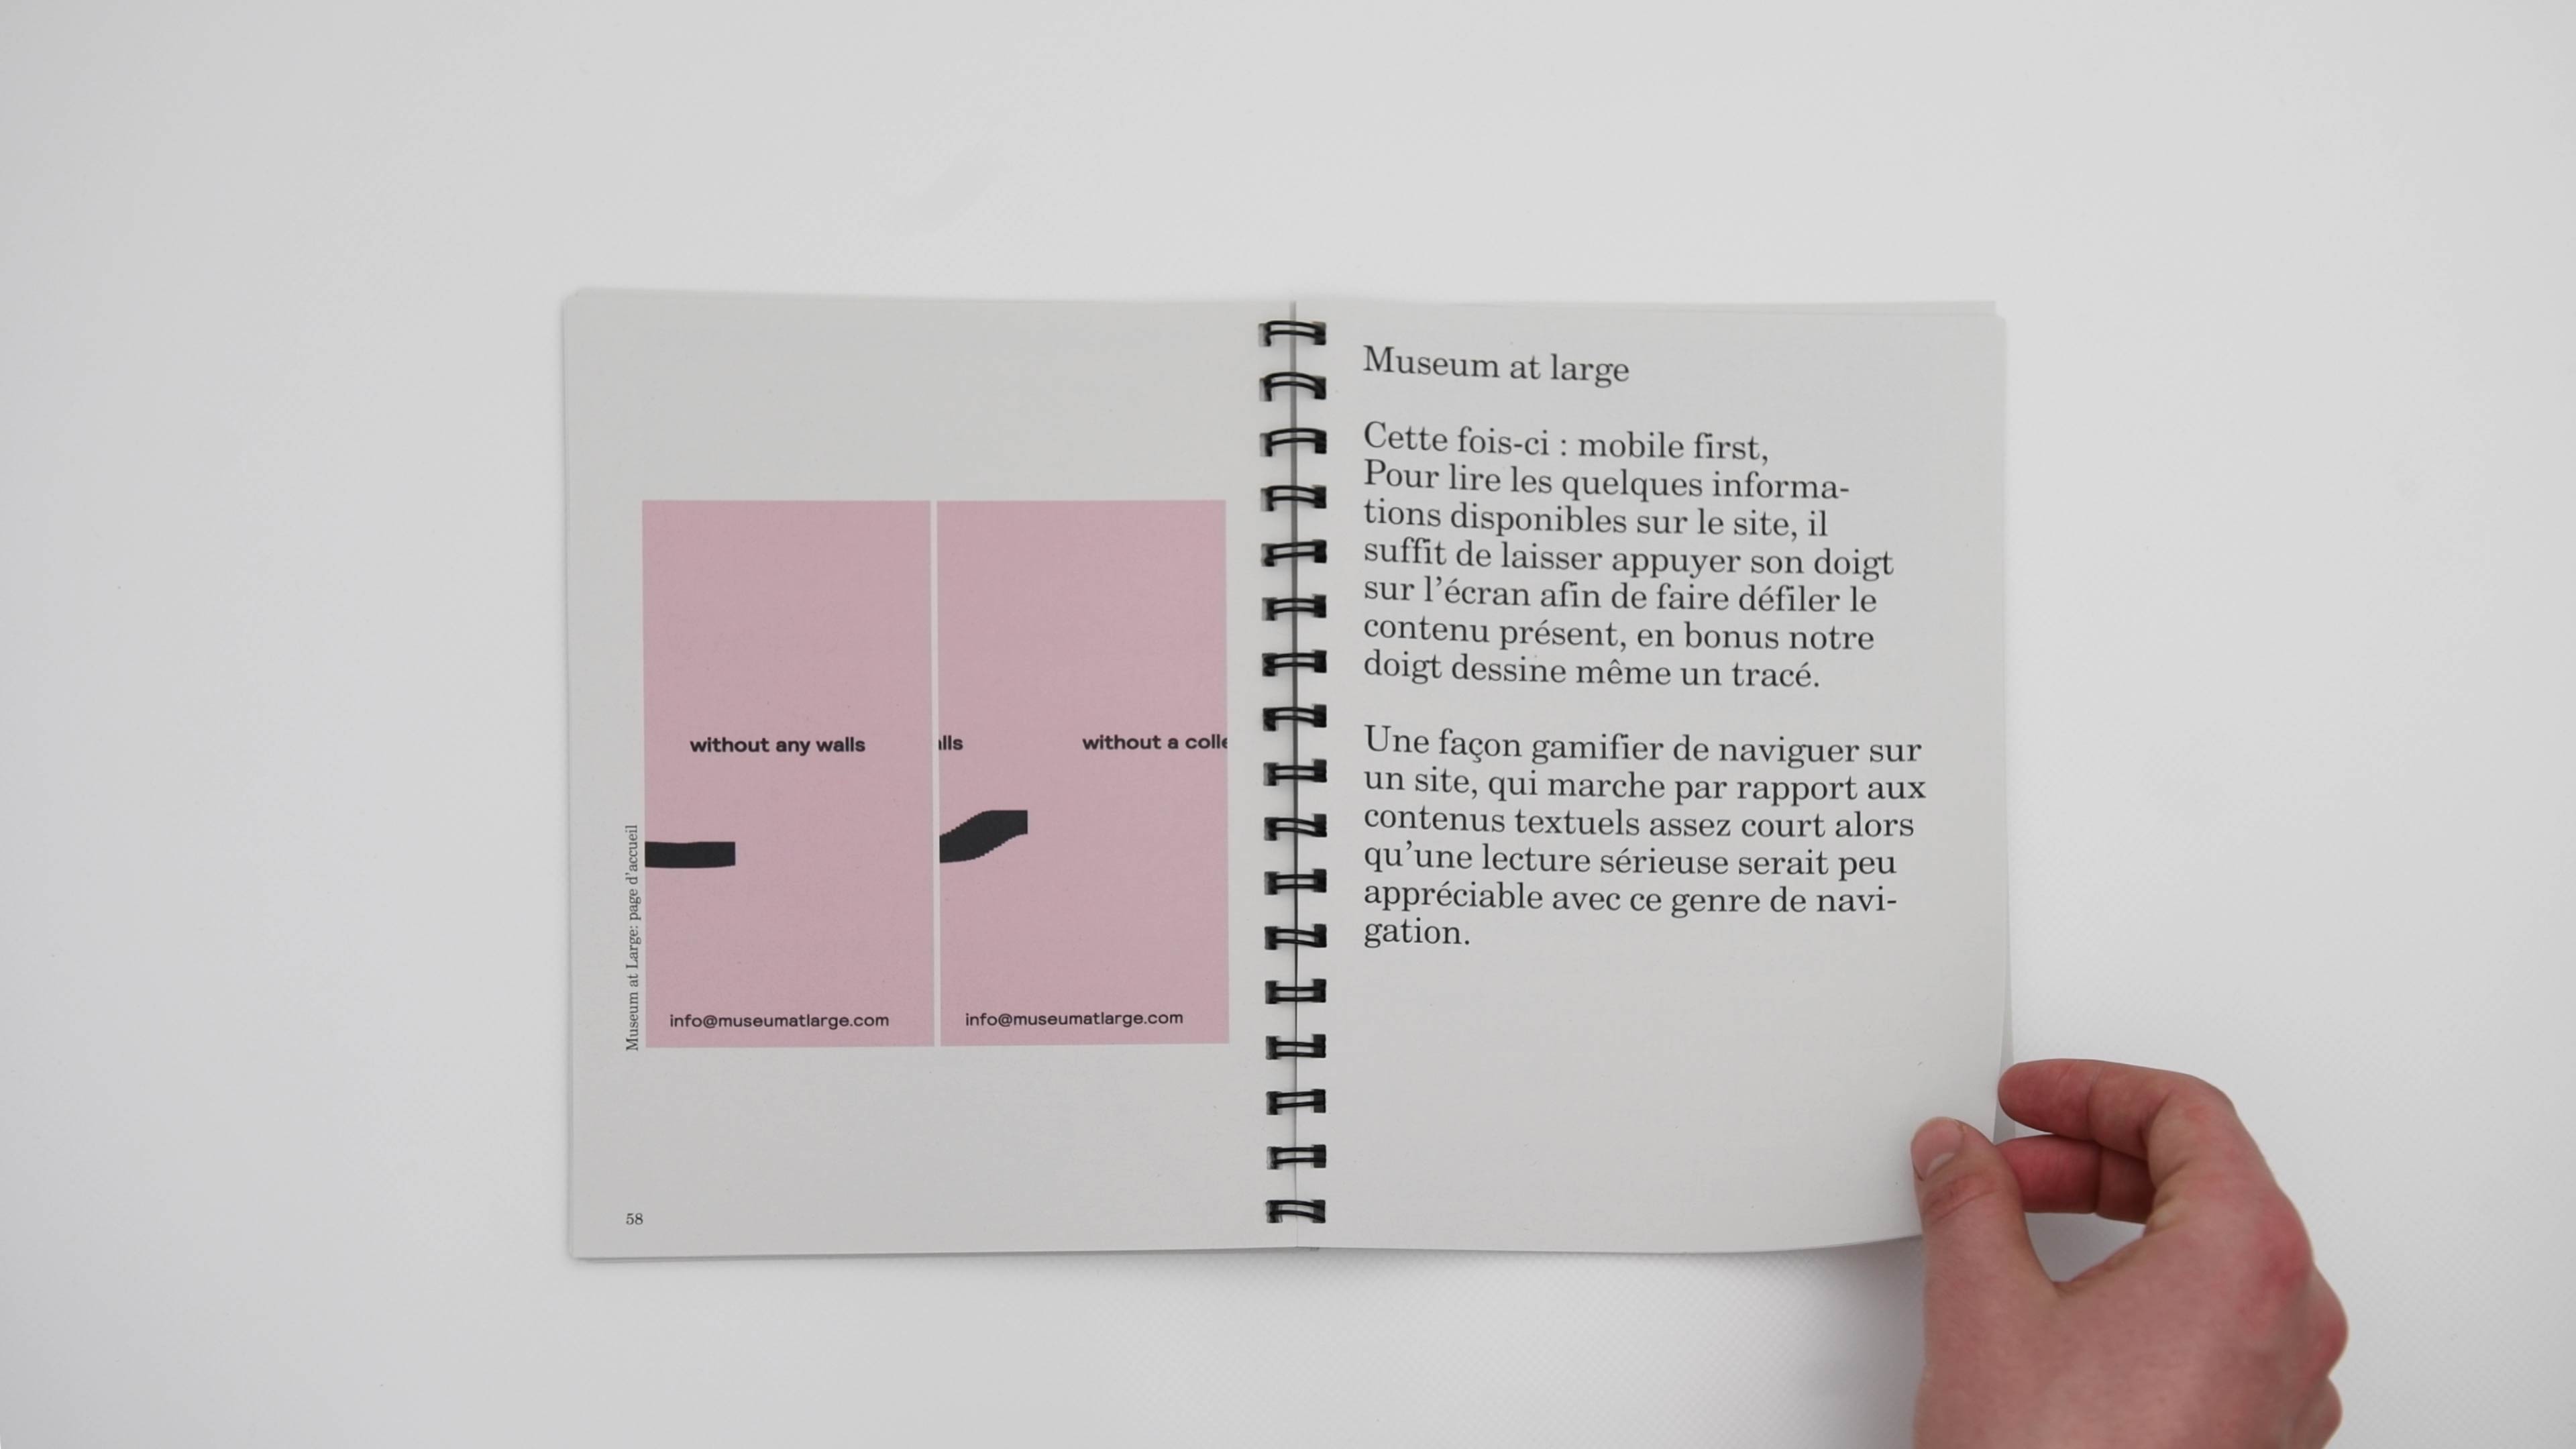 Museum at Large: page d'accueil
without any walls
info@museumatlarge.com
lls
without a colle
info@museumatlarge.com
58
Museum at large
Cette fois-ci : mobile first,
Pour lire les quelques informa-
tions disponibles sur le site, il
suffit de laisser appuyer son doigt
sur l’écran afin de faire défiler le
contenu présent, en bonus notre
doigt dessine même un tracé.
Une façon gamifier de naviguer sur
un site, qui marche par rapport aux
contenus textuels assez court alors
qu’une lecture sérieuse serait peu
appréciable avec ce genre de navi-
gation.